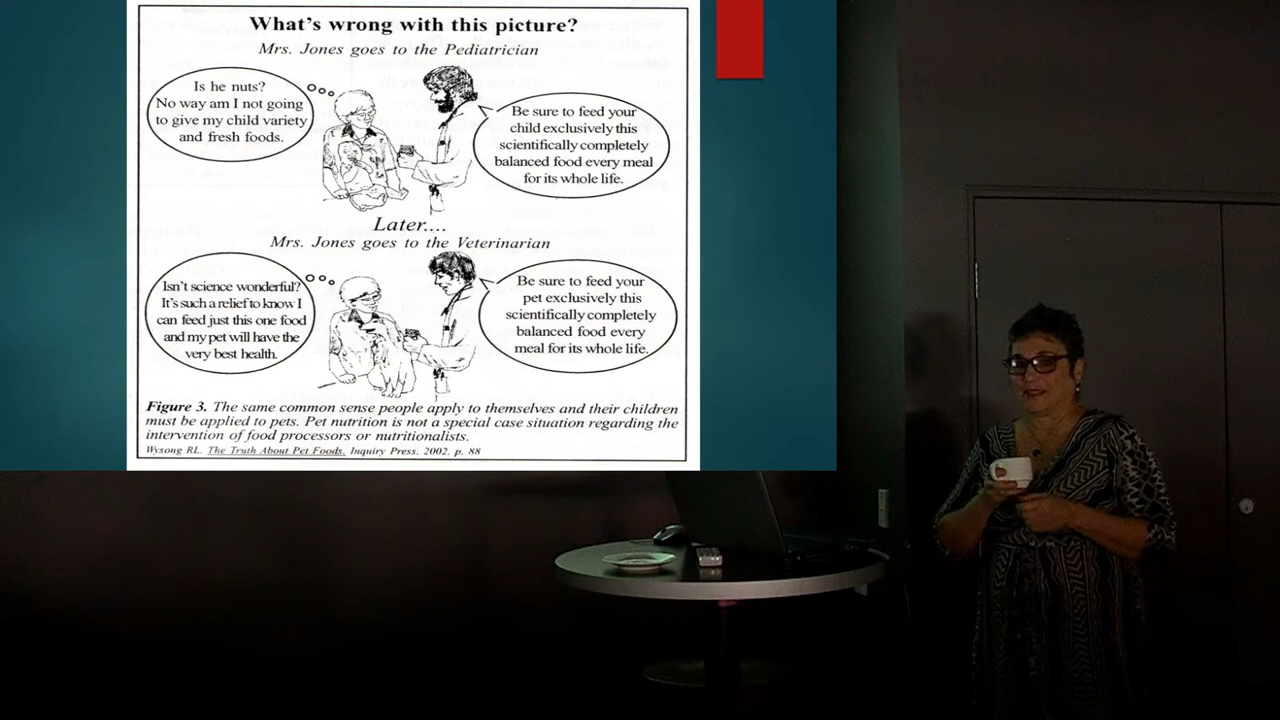 What's wrong with this picture?
Mrs. Jones goes to the Pediatrician
Is he nuts?
No way am I not going
to give my child variety
and fresh foods.
Be sure to feed your
child exclusively this
scientifically completely
balanced food every meal
for its whole life.
Later....
Mrs. Jones goes to the Veterinarian
Isn't science wonderful?
It's such a relief to know I
can feed just this one food
and my pet will have the
very best health.
Be sure to feed your
pet exclusively this
scientifically completely
balanced food every
meal for its whole life.
Figure 3. The same common sense people apply to themselves and their children
must be applied to pets. Pet nutrition is not a special case situation regarding the
intervention of food processors or nutritionalists.
Wysong RL. The Truth About Pet Foods. Inquiry Press. 2002. p. 88